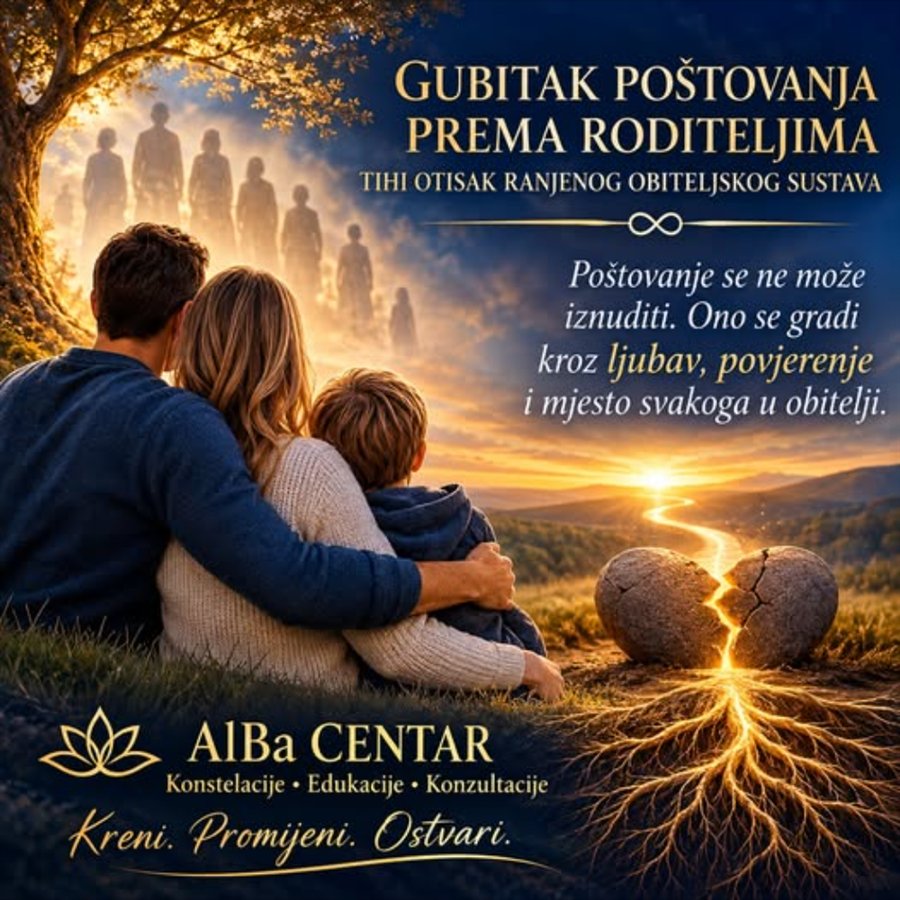 GUBITAK POŠTOVANJA
PREMA RODITELJIMA
TIHI OTISAK RANJENOG OBITELJSKOG SUSTAVA
Poštovanje se ne može
iznuditi. Ono se gradi
kroz ljubav, povjerenje
i mjesto svakoga u obitelji.
AlBa CENTAR
Konstelacije • Edukacije • Konzultacije
Kreni. Promijeni. Ostvari.